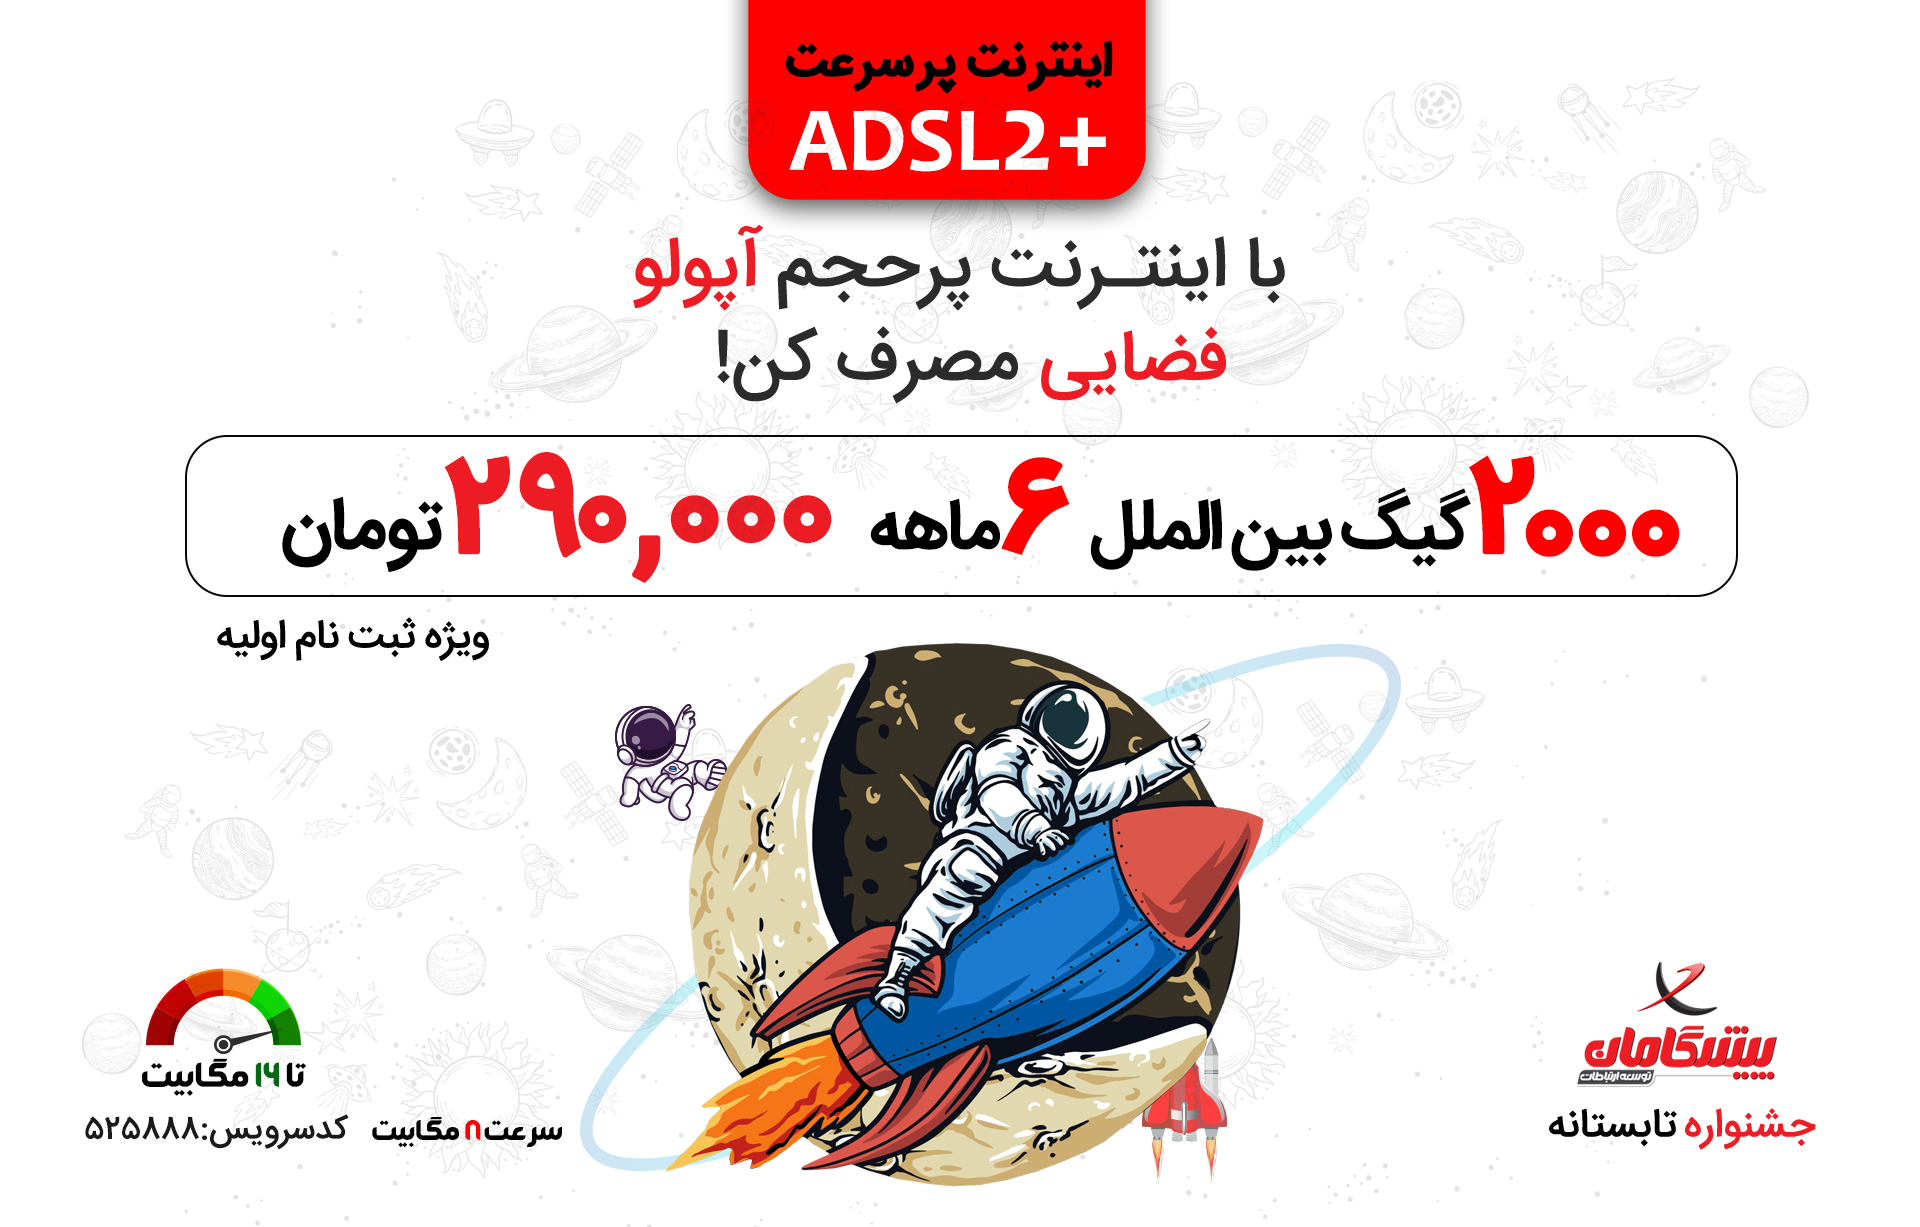 اینترنت پرسرعت
ADSL2+
با اینترنت پرحجم آپولو
فضایی مصرف کن!
۲۰۰۰ گیگ بین الملل ۶ ماهه ۲۹۰,۰۰۰ تومان
ویژه ثبت نام اولیه
تا ۱۶ مگابیت
سرعت ۸ مگابیت
کدسرویس:۵۲۵۸۸۸
پیشگامان
توسعه ارتباطات
جشنواره تابستانه